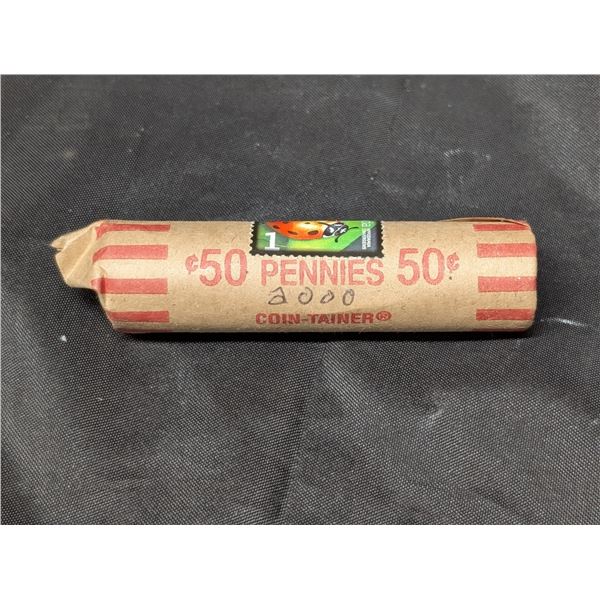 1
¢50 PENNIES 50¢
2000
COIN-TAINER®